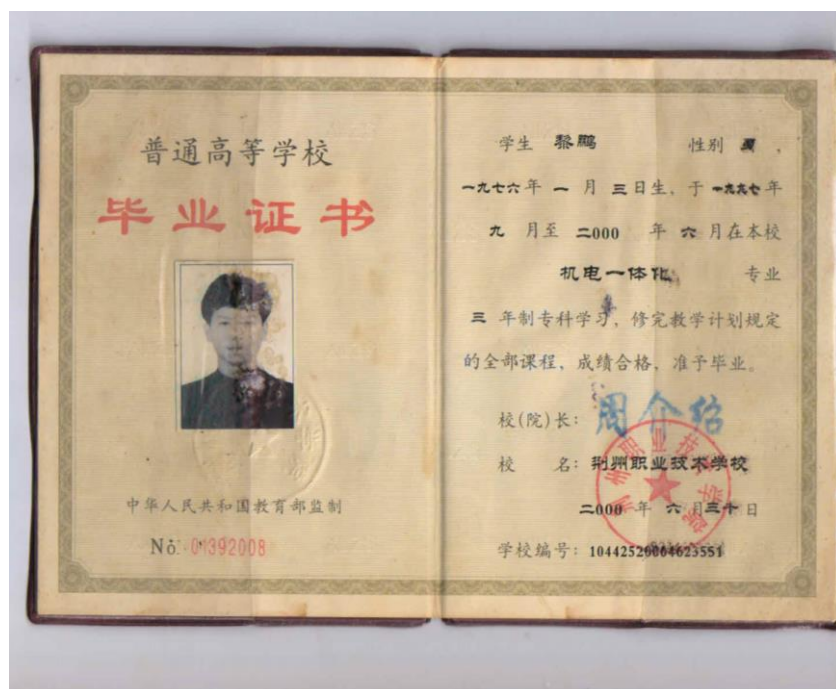 普通高等学校
毕业证书
中华人民共和国教育部监制
No. 01392008
学生 黎鹏 性别 男 ,
一九七六年 一 月 三日生, 于 一九九七年
九 月至 二000 年 六 月在本校
机电一体化 专业
三 年制专科学习, 修完教学计划规定
的全部课程, 成绩合格, 准予毕业。
校(院)长: 周介绍
校 名: 荆州职业技术学校
二000 年 六 月三十日
学校编号: 10442520004623551